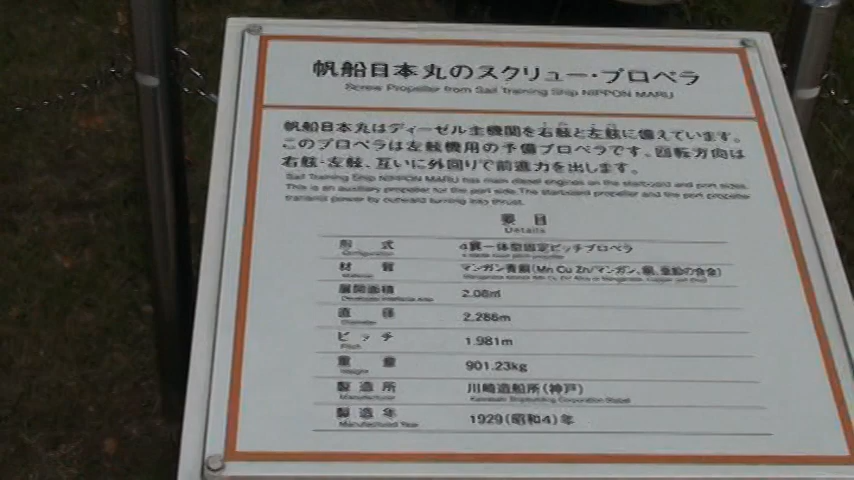 帆船日本丸のスクリュー・プロペラ
Screw Propeller from Sail Training Ship NIPPON MARU
帆船日本丸はディーゼル主機関を右舷と左舷に備えています。
このプロペラは左舷機用の予備プロペラです。回転方向は
右舷・左舷、互いに外回りで前進力を出します。
Sail Training Ship NIPPON MARU has main diesel engines on the starboard and port sides.
This is an auxiliary propeller for the port side. The starboard propeller and the port propeller
transmit power by outward turning into thrust.
要目
Details
形式 4翼一体型固定ピッチプロペラ
材質 マンガン青銅(Mn Cu Zn/マンガン、銅、亜鉛の合金)
Material
展開面積 2.08㎡
直径 2.286m
Diameter
ピッチ 1.981m
Pitch
重量 901.23kg
Weight
製造所 川崎造船所(神戸)
Manufacturer Kawasaki Shipbuilding Corporation Kobe
製造年 1929(昭和4)年
Manufactured Year